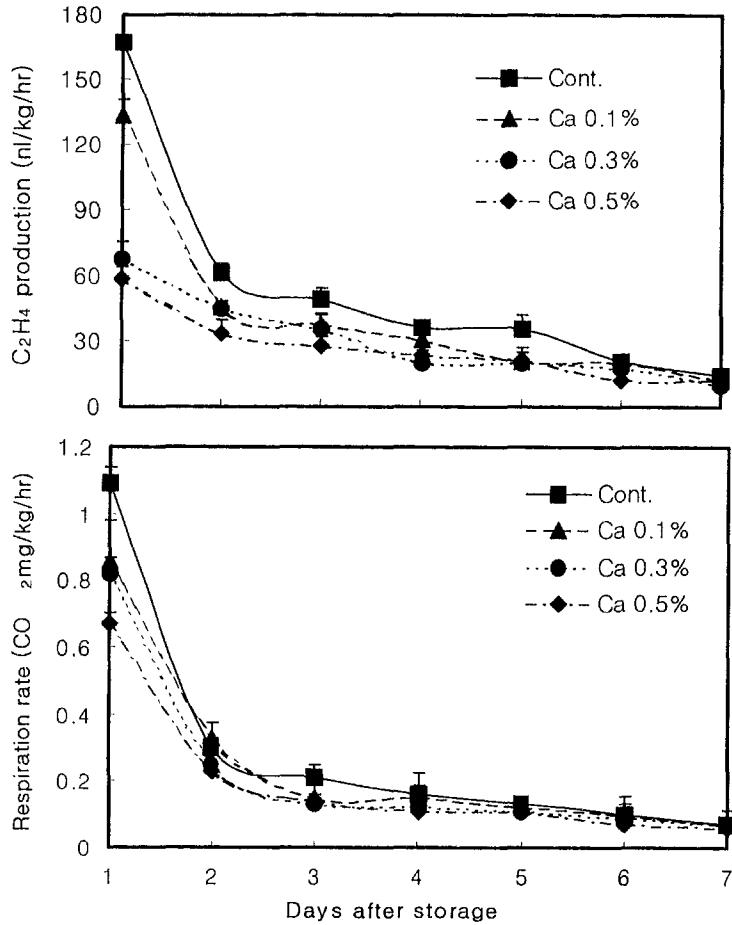 180
150
120
90
60
30
0
C₂H₄ production (nl/kg/hr)
Cont.
Ca 0.1%
Ca 0.3%
Ca 0.5%
1.2
1
0.8
0.6
0.4
0.2
0
Respiration rate (CO ₂mg/kg/hr)
Cont.
Ca 0.1%
Ca 0.3%
Ca 0.5%
1 2 3 4 5 6 7
Days after storage